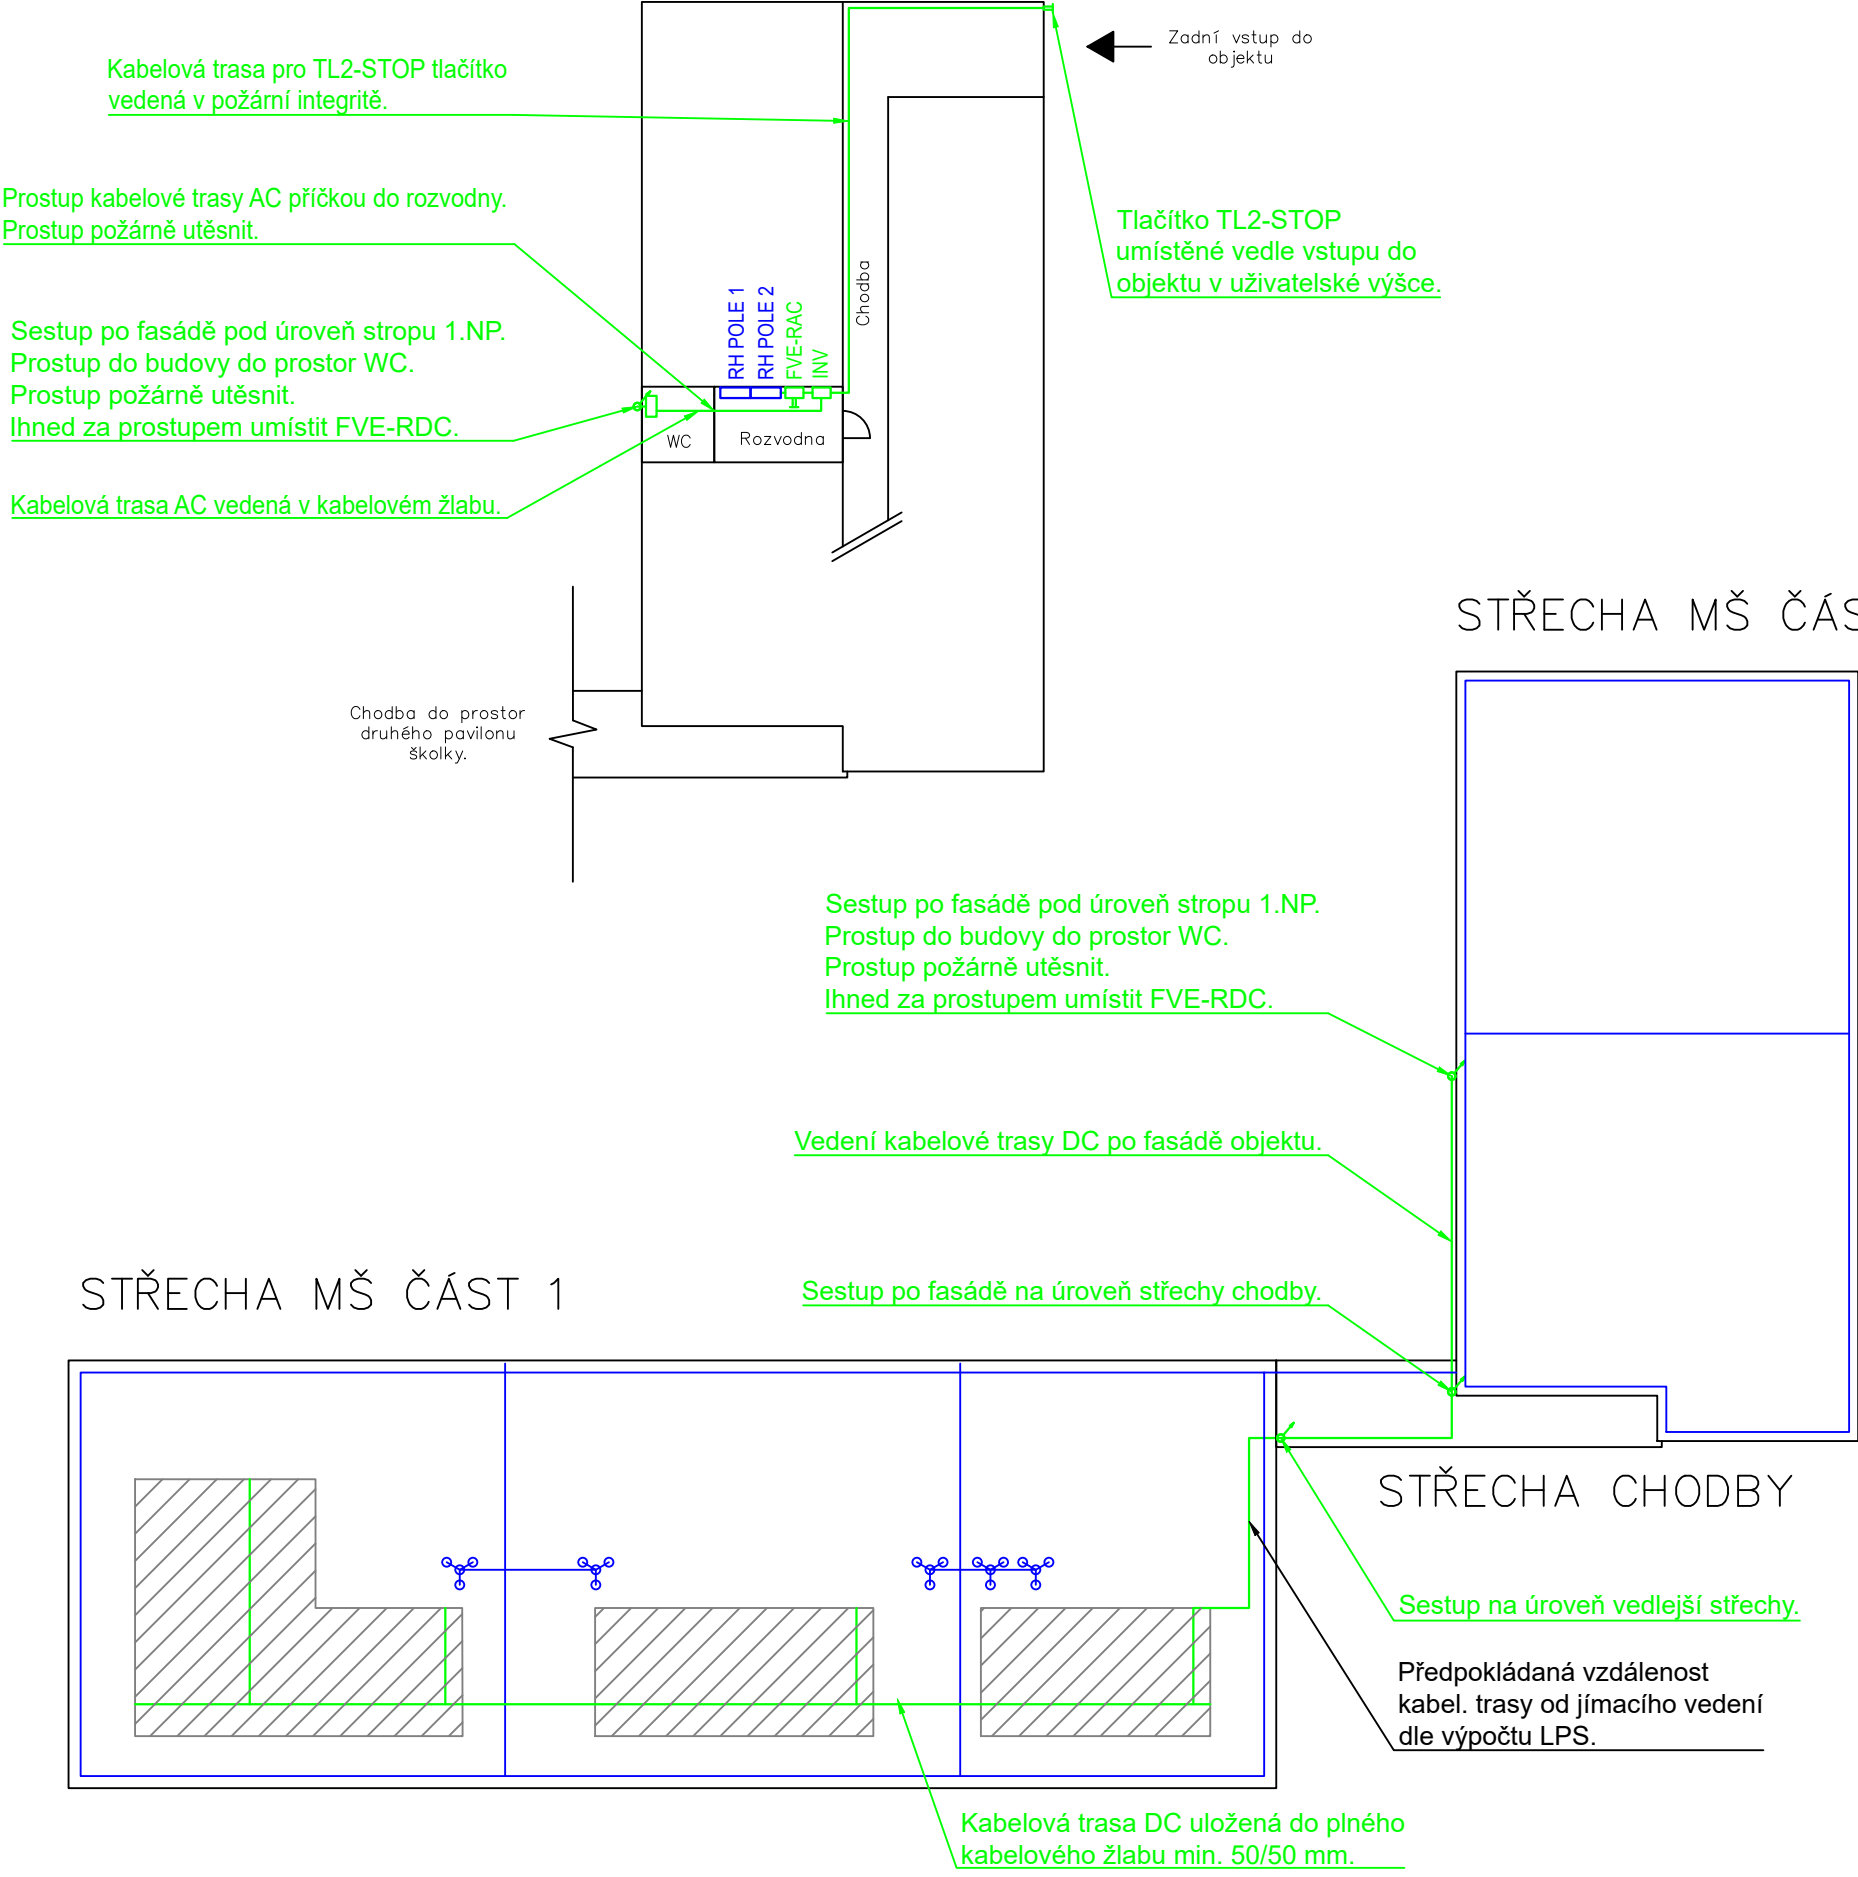 Zadní vstup do
objektu
Kabelová trasa pro TL2-STOP tlačítko
vedená v požární integritě.
Prostup kabelové trasy AC příčkou do rozvodny.
Prostup požárně utěsnit.
Tlačítko TL2-STOP
umístěné vedle vstupu do
objektu v uživatelské výšce.
Sestup po fasádě pod úroveň stropu 1.NP.
Prostup do budovy do prostor WC.
Prostup požárně utěsnit.
Ihned za prostupem umístit FVE-RDC.
RH POLE 1
RH POLE 2
FVE-RAC
INV
Chodba
WC
Rozvodna
Kabelová trasa AC vedená v kabelovém žlabu.
Chodba do prostor
druhého pavilonu
školky.
STŘECHA MŠ ČÁS
Sestup po fasádě pod úroveň stropu 1.NP.
Prostup do budovy do prostor WC.
Prostup požárně utěsnit.
Ihned za prostupem umístit FVE-RDC.
Vedení kabelové trasy DC po fasádě objektu.
Sestup po fasádě na úroveň střechy chodby.
STŘECHA MŠ ČÁST 1
STŘECHA CHODBY
Sestup na úroveň vedlejší střechy.
Předpokládaná vzdálenost
kabel. trasy od jímacího vedení
dle výpočtu LPS.
Kabelová trasa DC uložená do plného
kabelového žlabu min. 50/50 mm.